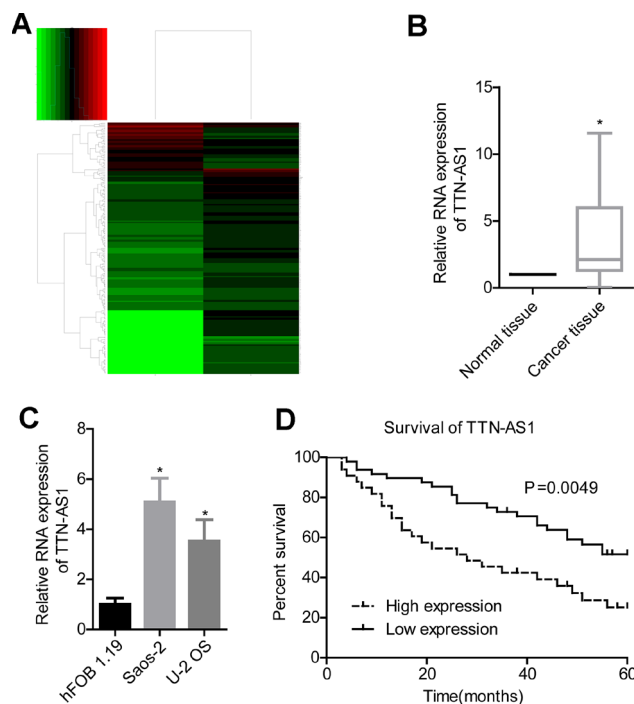 A
B
Relative RNA expression
of TTN-AS1
15
10
5
0
*
Normal tissue
Cancer tissue
C
Relative RNA expression
of TTN-AS1
8
6
4
2
0
*
*
hFOB 1.19
Saos-2
U-2 OS
D
Survival of TTN-AS1
Percent survival
100
80
60
40
20
0
P=0.0049
High expression
Low expression
0
20
40
60
Time(months)